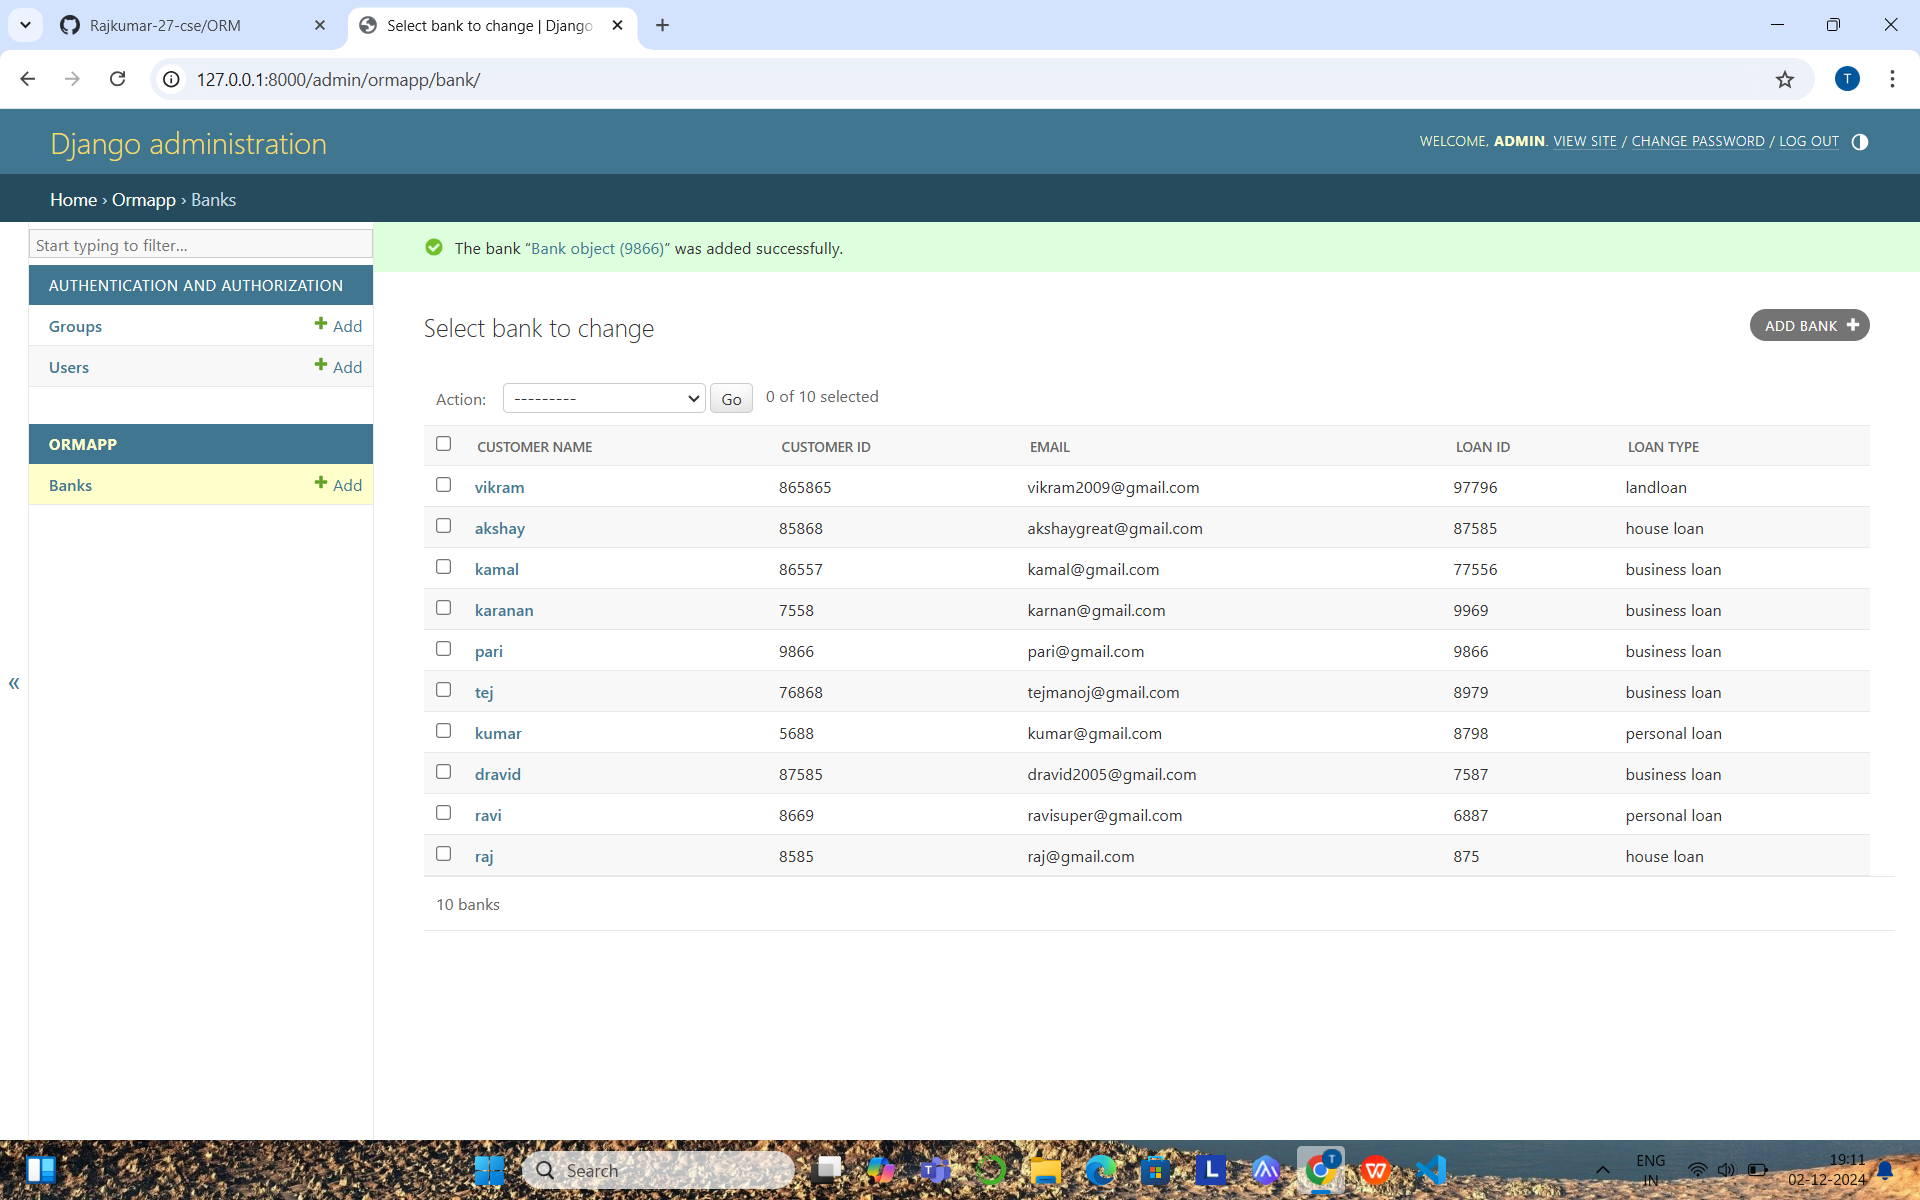 Rajkumar-27-cse/ORM
Select bank to change | Django
127.0.0.1:8000/admin/ormapp/bank/
T
Django administration
WELCOME, ADMIN. VIEW SITE / CHANGE PASSWORD / LOG OUT
Home › Ormapp › Banks
Start typing to filter...
The bank “Bank object (9866)” was added successfully.
AUTHENTICATION AND AUTHORIZATION
Groups Add
Users Add
ORMAPP
Banks Add
«
Select bank to change
ADD BANK
Action: --------- Go 0 of 10 selected
CUSTOMER NAME CUSTOMER ID EMAIL LOAN ID LOAN TYPE
vikram 865865 vikram2009@gmail.com 97796 landloan
akshay 85868 akshaygreat@gmail.com 87585 house loan
kamal 86557 kamal@gmail.com 77556 business loan
karanan 7558 karnan@gmail.com 9969 business loan
pari 9866 pari@gmail.com 9866 business loan
tej 76868 tejmanoj@gmail.com 8979 business loan
kumar 5688 kumar@gmail.com 8798 personal loan
dravid 87585 dravid2005@gmail.com 7587 business loan
ravi 8669 ravisuper@gmail.com 6887 personal loan
raj 8585 raj@gmail.com 875 house loan
10 banks
Search
L
T
W
ENG
IN
19:11
02-12-2024